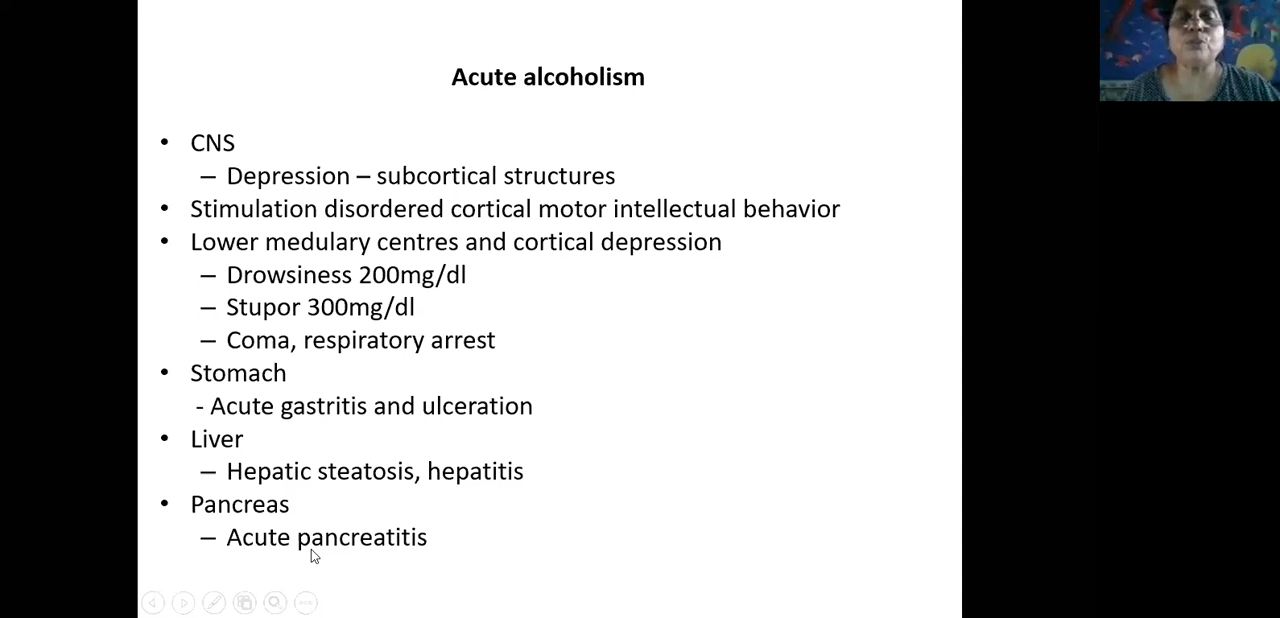 Acute alcoholism
• CNS
– Depression – subcortical structures
• Stimulation disordered cortical motor intellectual behavior
• Lower medulary centres and cortical depression
– Drowsiness 200mg/dl
– Stupor 300mg/dl
– Coma, respiratory arrest
• Stomach
- Acute gastritis and ulceration
• Liver
– Hepatic steatosis, hepatitis
• Pancreas
– Acute pancreatitis